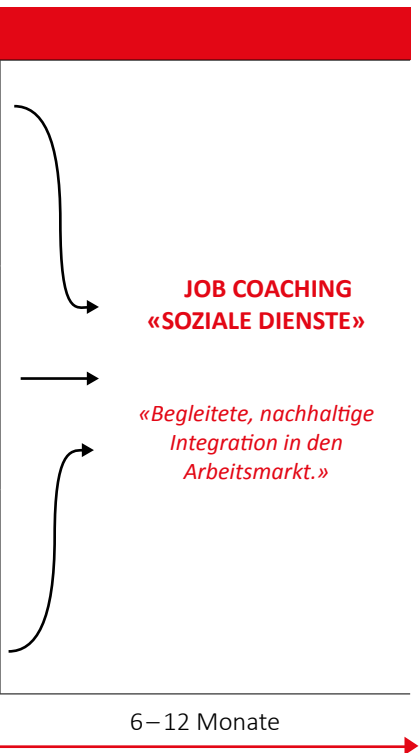 JOB COACHING
«SOZIALE DIENSTE»
«Begleitete, nachhaltige
Integration in den
Arbeitsmarkt.»
6–12 Monate